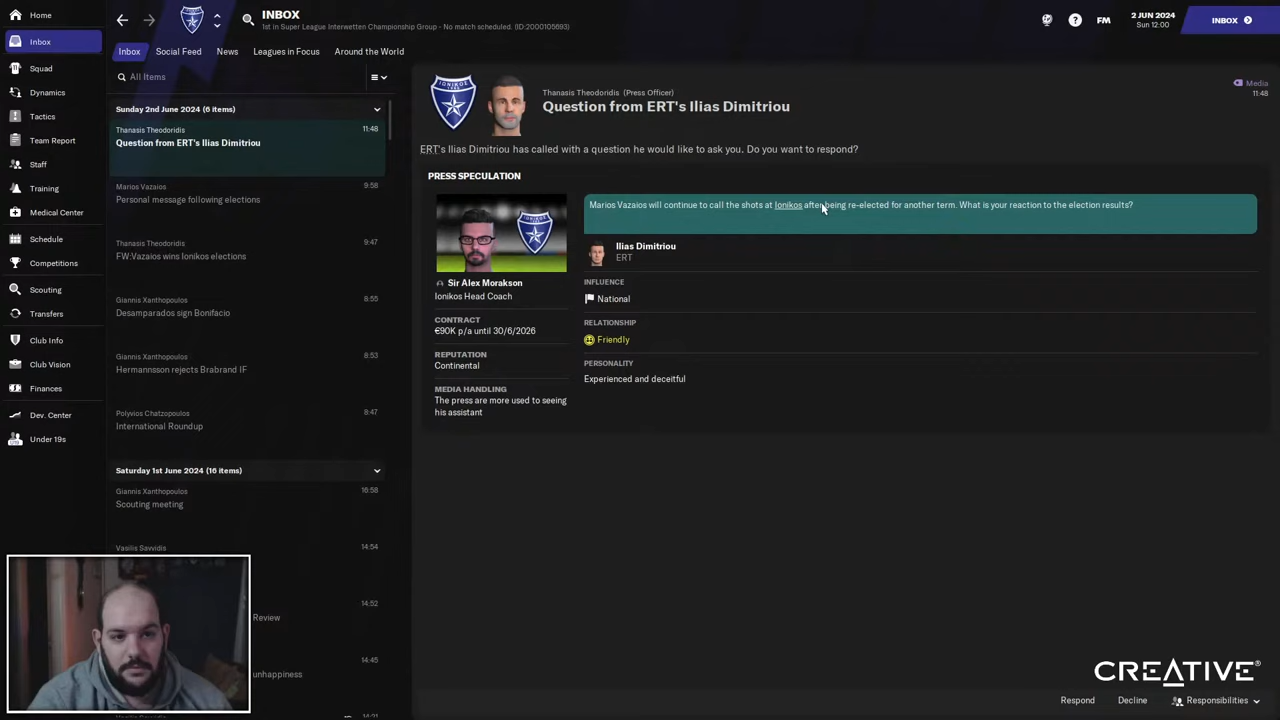 Home
Inbox
Squad
Dynamics
Tactics
Team Report
Staff
Training
Medical Center
Schedule
Competitions
Scouting
Transfers
Club Info
Club Vision
Finances
Dev. Center
Under 19s
INBOX
1st in Super League Interwetten Championship Group - No match scheduled. (ID:2000105693)
FM
2 JUN 2024
Sun 12:00
INBOX
Inbox
Social Feed
News
Leagues in Focus
Around the World
All Items
Sunday 2nd June 2024 (6 items)
Thanasis Theodoridis
11:48
Question from ERT's Ilias Dimitriou
Marios Vazaios
9:58
Personal message following elections
Thanasis Theodoridis
9:47
FW:Vazaios wins Ionikos elections
Giannis Xanthopoulos
8:55
Desamparados sign Bonifacio
Giannis Xanthopoulos
8:53
Hermannsson rejects Brabrand IF
Polyvios Chatzopoulos
8:47
International Roundup
Saturday 1st June 2024 (16 items)
Giannis Xanthopoulos
16:58
Scouting meeting
Vasilis Savvidis
14:54
14:52
Review
14:45
unhappiness
IONIKOΣ
Thanasis Theodoridis (Press Officer)
Question from ERT's Ilias Dimitriou
Media
11:48
ERT's Ilias Dimitriou has called with a question he would like to ask you. Do you want to respond?
PRESS SPECULATION
Marios Vazaios will continue to call the shots at Ionikos after being re-elected for another term. What is your reaction to the election results?
Sir Alex Morakson
Ionikos Head Coach
CONTRACT
€90K p/a until 30/6/2026
REPUTATION
Continental
MEDIA HANDLING
The press are more used to seeing
his assistant
Ilias Dimitriou
ERT
INFLUENCE
National
RELATIONSHIP
Friendly
PERSONALITY
Experienced and deceitful
CREATIVE
Respond
Decline
Responsibilities